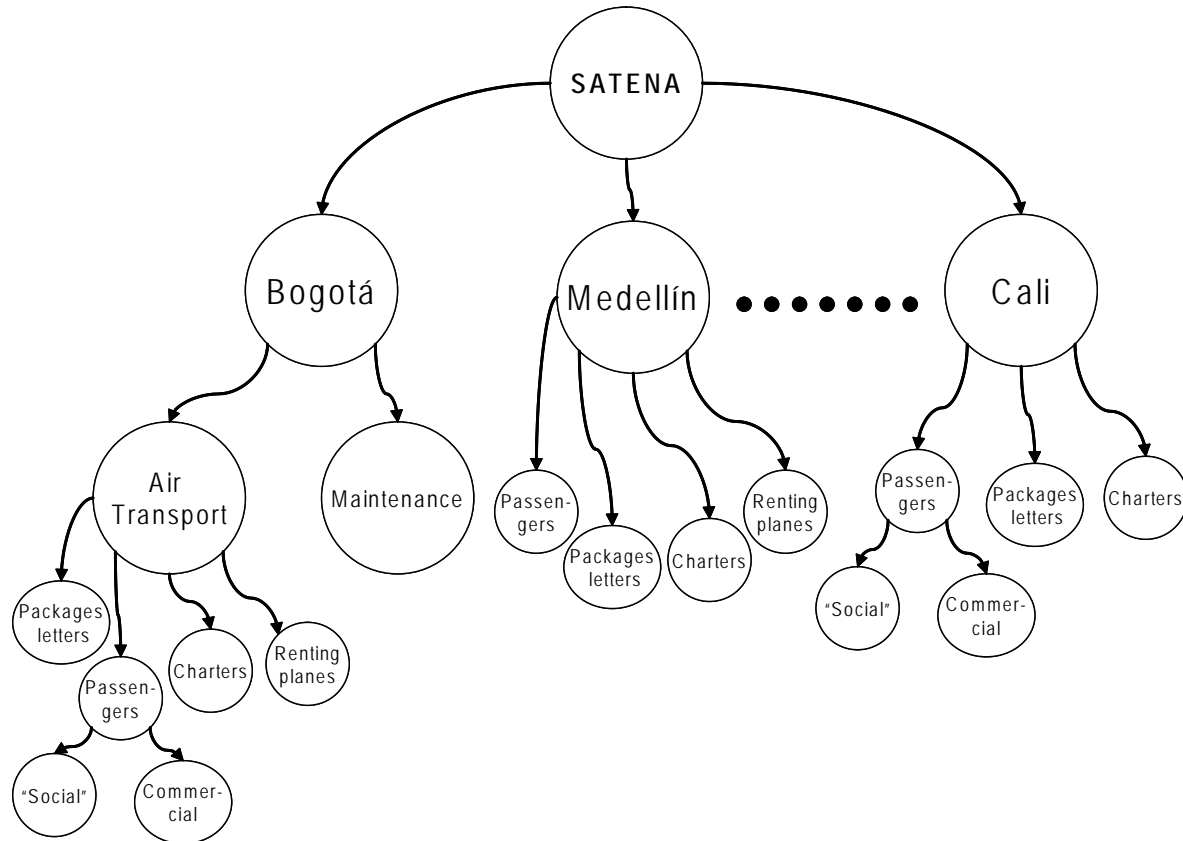 SATENA
Bogotá
Medellín
Cali
Air
Transport
Maintenance
Passen-
gers
Packages
letters
Charters
Renting
planes
Passen-
gers
Packages
letters
Charters
"Social"
Commer-
cial
Packages
letters
Passen-
gers
Charters
Renting
planes
"Social"
Commer-
cial